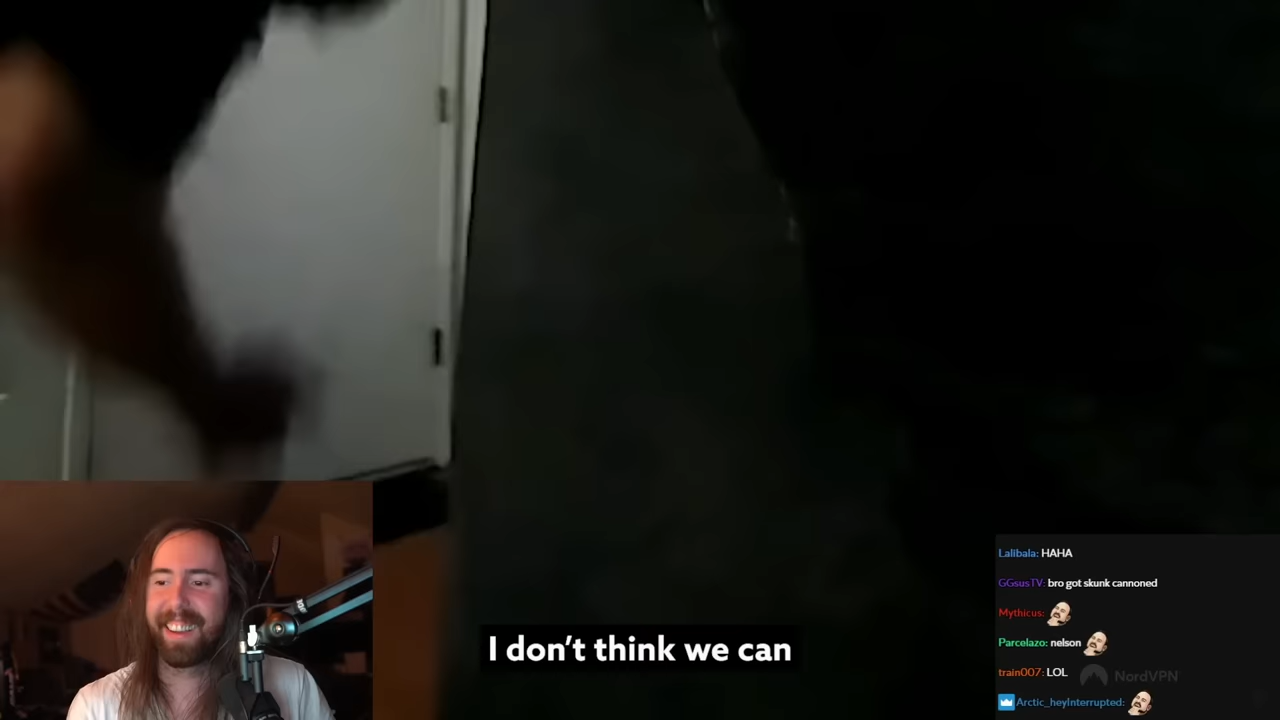 I don't think we can
Lalibala: HAHA
GGsusTV: bro got skunk cannoned
Mythicus:
Parcelazo: nelson
train007: LOL
NordVPN
Arctic_heyInterrupted: